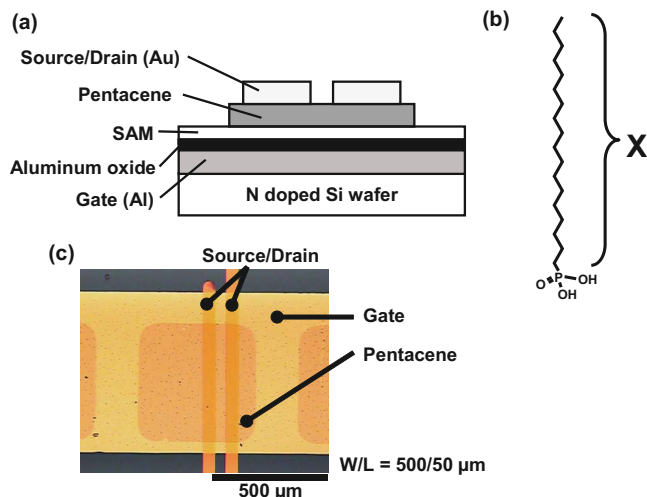 (a)
Source/Drain (Au)
Pentacene
SAM
Aluminum oxide
Gate (Al)
N doped Si wafer
(b)
X
O
P
OH
OH
(c)
Source/Drain
Gate
Pentacene
W/L = 500/50 μm
500 μm